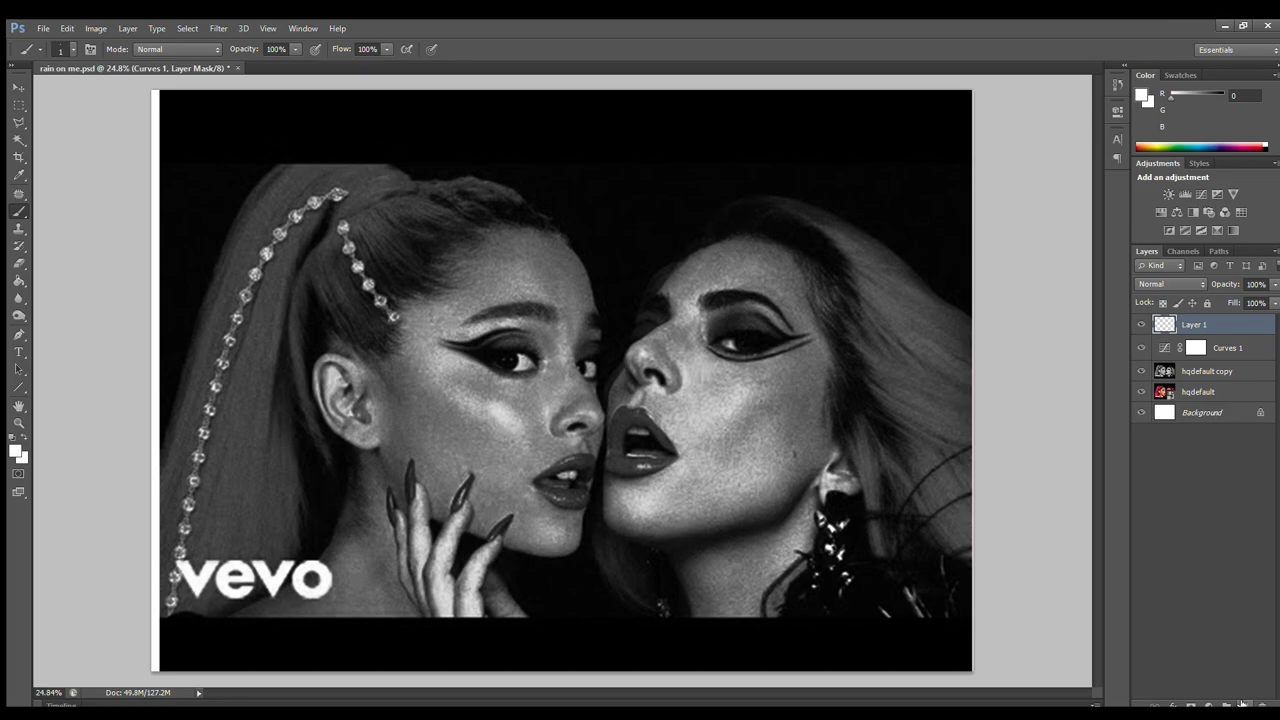 Ps File Edit Image Layer Type Select Filter 3D View Window Help
1 Mode: Normal Opacity: 100% Flow: 100% Essentials
rain on me.psd @ 24.8% (Curves 1, Layer Mask/8) * ×
Color Swatches
R 0
G
B
Adjustments Styles
Add an adjustment
Layers Channels Paths
Kind
Normal Opacity: 100%
Lock: Fill: 100%
Layer 1
Curves 1
hqdefault copy
hqdefault
Background
vevo
24.84% Doc: 49.8M/127.2M
Timeline